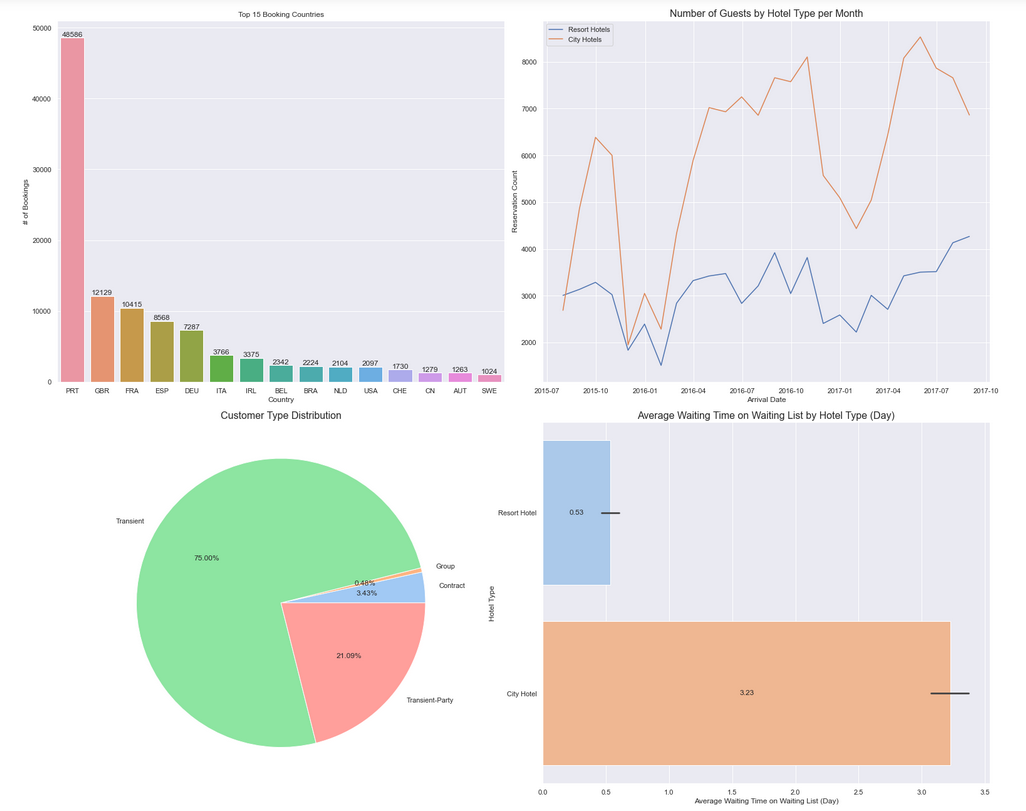 Top 15 Booking Countries
50000
40000
30000
20000
10000
0
# of Bookings
48586
12129
10415
8568
7287
3766
3375
2342
2224
2104
2097
1730
1279
1263
1024
PRT GBR FRA ESP DEU ITA IRL BEL BRA NLD USA CHE CN AUT SWE
Country
Number of Guests by Hotel Type per Month
Resort Hotels
City Hotels
8000
7000
6000
5000
4000
3000
2000
Reservation Count
2015-07 2015-10 2016-01 2016-04 2016-07 2016-10 2017-01 2017-04 2017-07 2017-10
Arrival Date
Customer Type Distribution
Transient
75.00%
Group
0.48%
Contract
3.43%
21.09%
Transient-Party
Average Waiting Time on Waiting List by Hotel Type (Day)
Hotel Type
Resort Hotel
0.53
City Hotel
3.23
0.0 0.5 1.0 1.5 2.0 2.5 3.0 3.5
Average Waiting Time on Waiting List (Day)